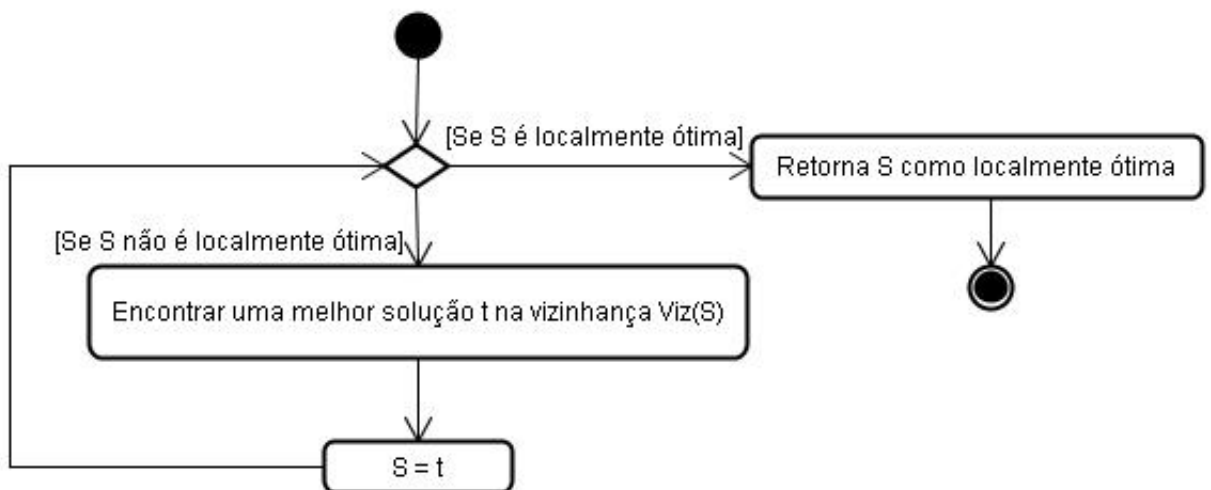 [Se S é localmente ótima]
Retorna S como localmente ótima
[Se S não é localmente ótima]
Encontrar uma melhor solução t na vizinhança Viz(S)
S = t